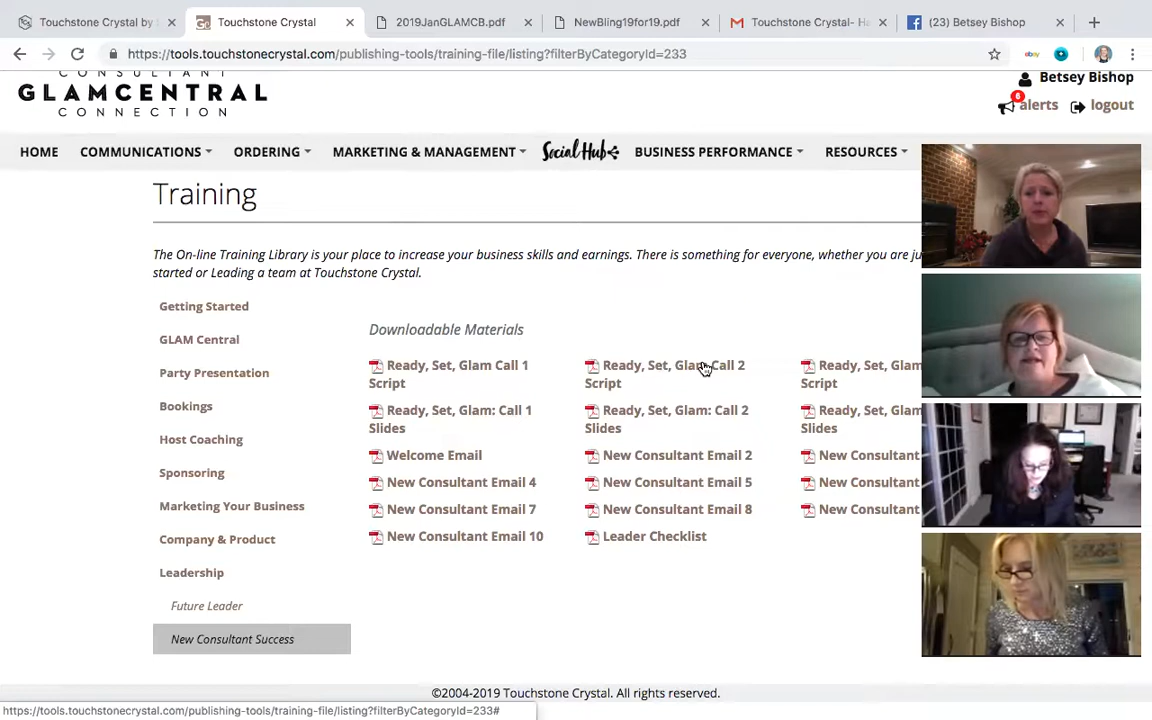 Touchstone Crystal by
Touchstone Crystal
2019JanGLAMCB.pdf
NewBling19for19.pdf
Touchstone Crystal- Ha
(23) Betsey Bishop
https://tools.touchstonecrystal.com/publishing-tools/training-file/listing?filterByCategoryId=233
ebay
CONSULTANT
GLAMCENTRAL
CONNECTION
Betsey Bishop
6
alerts
logout
HOME
COMMUNICATIONS
ORDERING
MARKETING & MANAGEMENT
Social Hub
BUSINESS PERFORMANCE
RESOURCES
Training
The On-line Training Library is your place to increase your business skills and earnings. There is something for everyone, whether you are ju
started or Leading a team at Touchstone Crystal.
Getting Started
GLAM Central
Party Presentation
Bookings
Host Coaching
Sponsoring
Marketing Your Business
Company & Product
Leadership
Future Leader
New Consultant Success
Downloadable Materials
Ready, Set, Glam Call 1
Script
Ready, Set, Glam Call 2
Script
Ready, Set, Glam
Script
Ready, Set, Glam: Call 1
Slides
Ready, Set, Glam: Call 2
Slides
Ready, Set, Glam
Slides
Welcome Email
New Consultant Email 2
New Consultant
New Consultant Email 4
New Consultant Email 5
New Consultant
New Consultant Email 7
New Consultant Email 8
New Consultant
New Consultant Email 10
Leader Checklist
©2004-2019 Touchstone Crystal. All rights reserved.
https://tools.touchstonecrystal.com/publishing-tools/training-file/listing?filterByCategoryId=233#